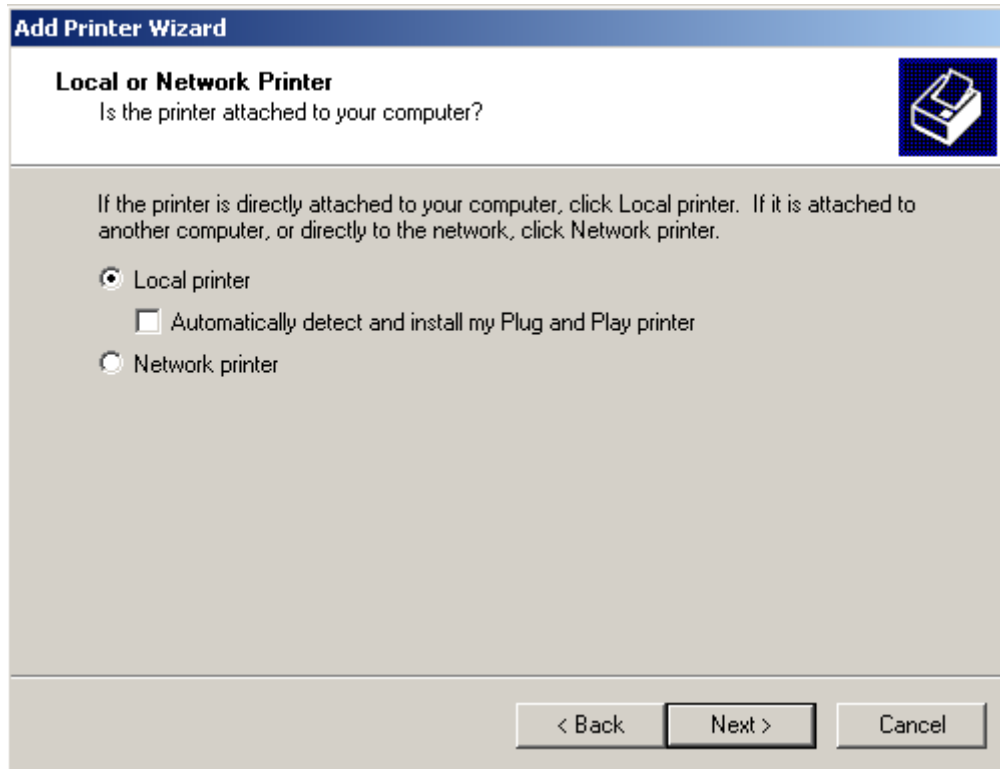 Add Printer Wizard
Local or Network Printer
Is the printer attached to your computer?
If the printer is directly attached to your computer, click Local printer.  If it is attached to
another computer, or directly to the network, click Network printer.
Local printer
Automatically detect and install my Plug and Play printer
Network printer
< Back
Next >
Cancel